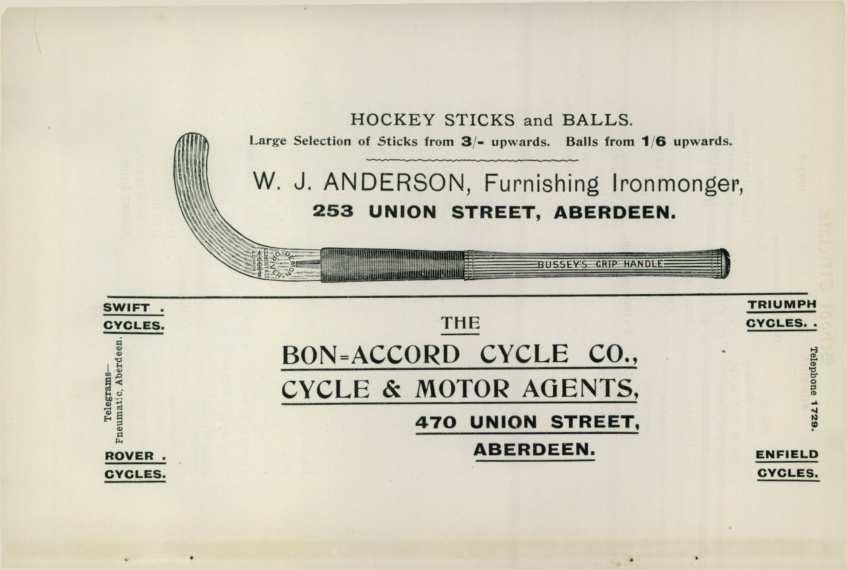 HOCKEY STICKS and BALLS.
Large Selection of Sticks from 3/- upwards. Balls from 1/6 upwards.
W. J. ANDERSON, Furnishing Ironmonger,
253 UNION STREET, ABERDEEN.
BUSSEY'S GRIP HANDLE
SWIFT .
CYCLES.
Telegrams—
Pneumatic, Aberdeen.
ROVER .
CYCLES.
THE
BON=ACCORD CYCLE CO.,
CYCLE & MOTOR AGENTS,
470 UNION STREET,
ABERDEEN.
TRIUMPH
CYCLES. .
Telephone 1729.
ENFIELD
CYCLES.